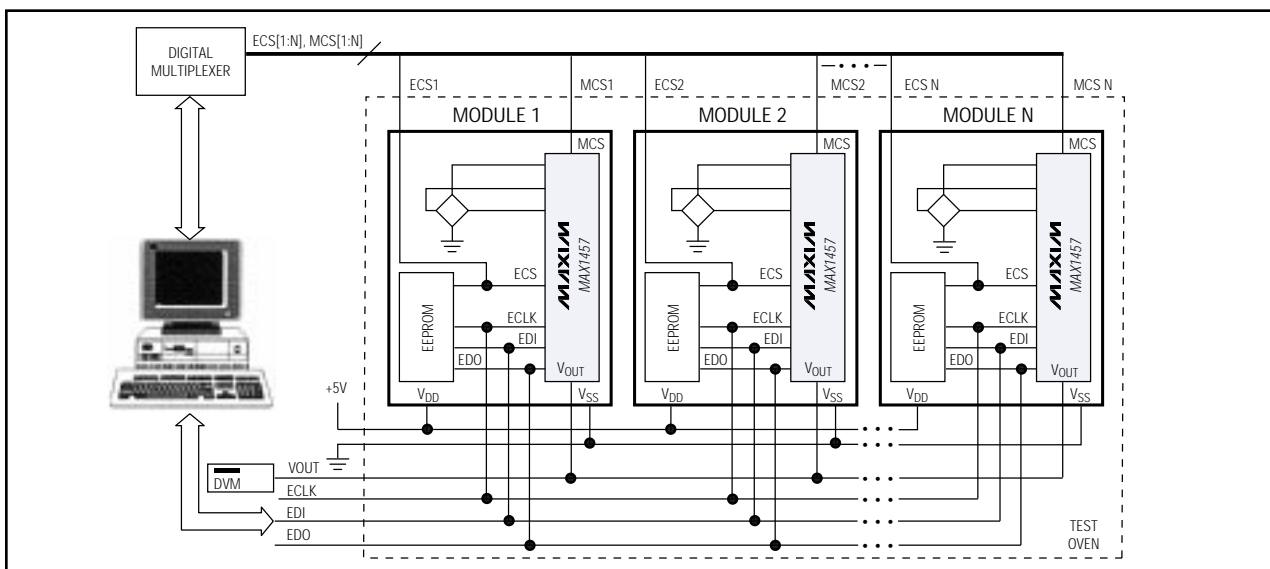 DIGITAL
MULTIPLEXER
ECS[1:N], MCS[1:N]
ECS1
MCS1
ECS2
MCS2
ECS N
MCS N
MODULE 1
MODULE 2
MODULE N
MCS
MCS
MCS
MAXIM
MAX1457
MAXIM
MAX1457
MAXIM
MAX1457
ECS
ECS
ECS
EEPROM
EEPROM
EEPROM
ECLK
ECLK
ECLK
EDI
EDI
EDI
EDO
EDO
EDO
VOUT
VOUT
VOUT
+5V
VDD
VSS
VDD
VSS
VDD
VSS
DVM
VOUT
ECLK
EDI
EDO
TEST
OVEN